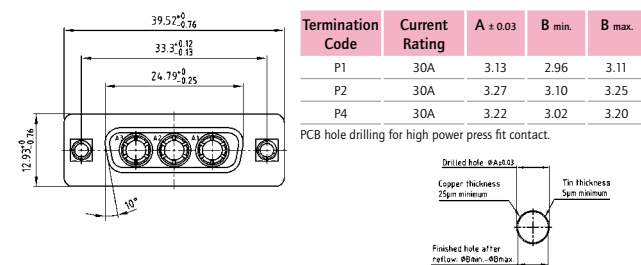 39.52 +0 -0.76
33.3 +0.12 -0.13
24.79 +0 -0.25
12.93 +0 -0.76
A3 A2 A1
10°
Termination Code Current Rating A ± 0.03 B min. B max.
P1 30A 3.13 2.96 3.11
P2 30A 3.27 3.10 3.25
P4 30A 3.22 3.02 3.20
PCB hole drilling for high power press fit contact.
Drilled hole ØA±0.03
Copper thickness
25µm minimum
Tin thickness
5µm minimum
Finished hole after
reflow. ØBmin.-ØBmax.